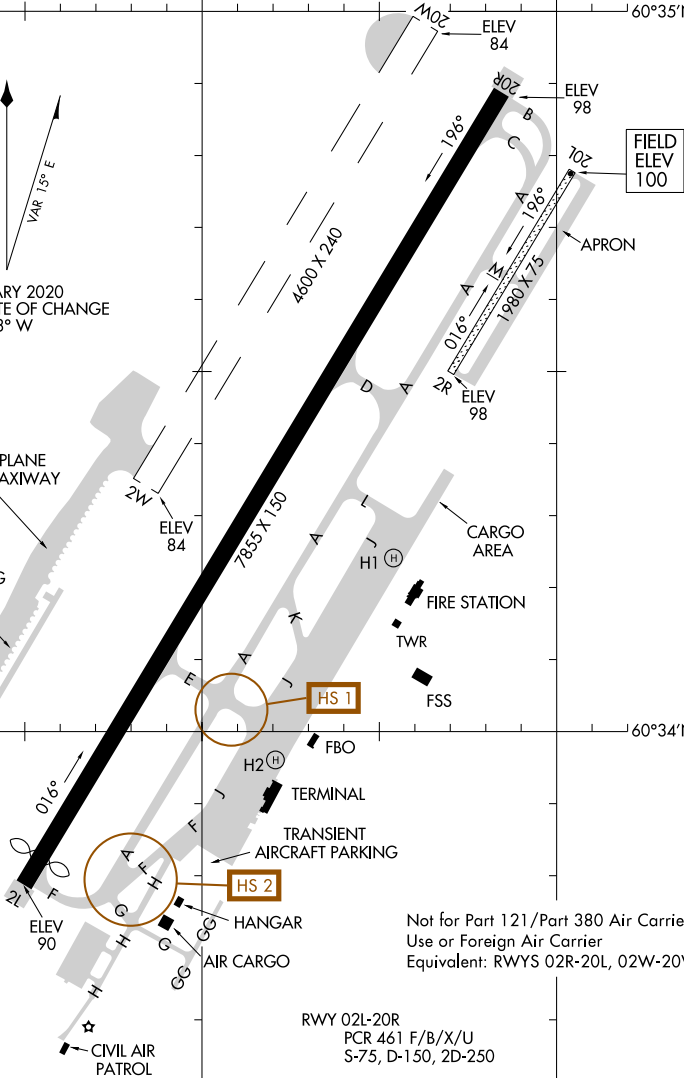 60°35'N
20W
ELEV
84
20R
ELEV
98
B
C
196°
20L
FIELD
ELEV
100
VAR 15° E
A
196°
APRON
4600 X 240
M
A
1980 X 75
016°
ARY 2020
TE OF CHANGE
3° W
D
A
2R
ELEV
98
PLANE
AXIWAY
2W
ELEV
84
7855 X 150
L
CARGO
AREA
A
J
H1 H
G
FIRE STATION
K
TWR
A
E
J
HS 1
FSS
60°34'N
FBO
H2 H
016°
J
TERMINAL
F
TRANSIENT
AIRCRAFT PARKING
A
F
H
HS 2
2L
F
G
HANGAR
ELEV
90
H
G
GG
AIR CARGO
GG
H
Not for Part 121/Part 380 Air Carrie
Use or Foreign Air Carrier
Equivalent: RWYS 02R-20L, 02W-20W
RWY 02L-20R
PCR 461 F/B/X/U
S-75, D-150, 2D-250
CIVIL AIR
PATROL